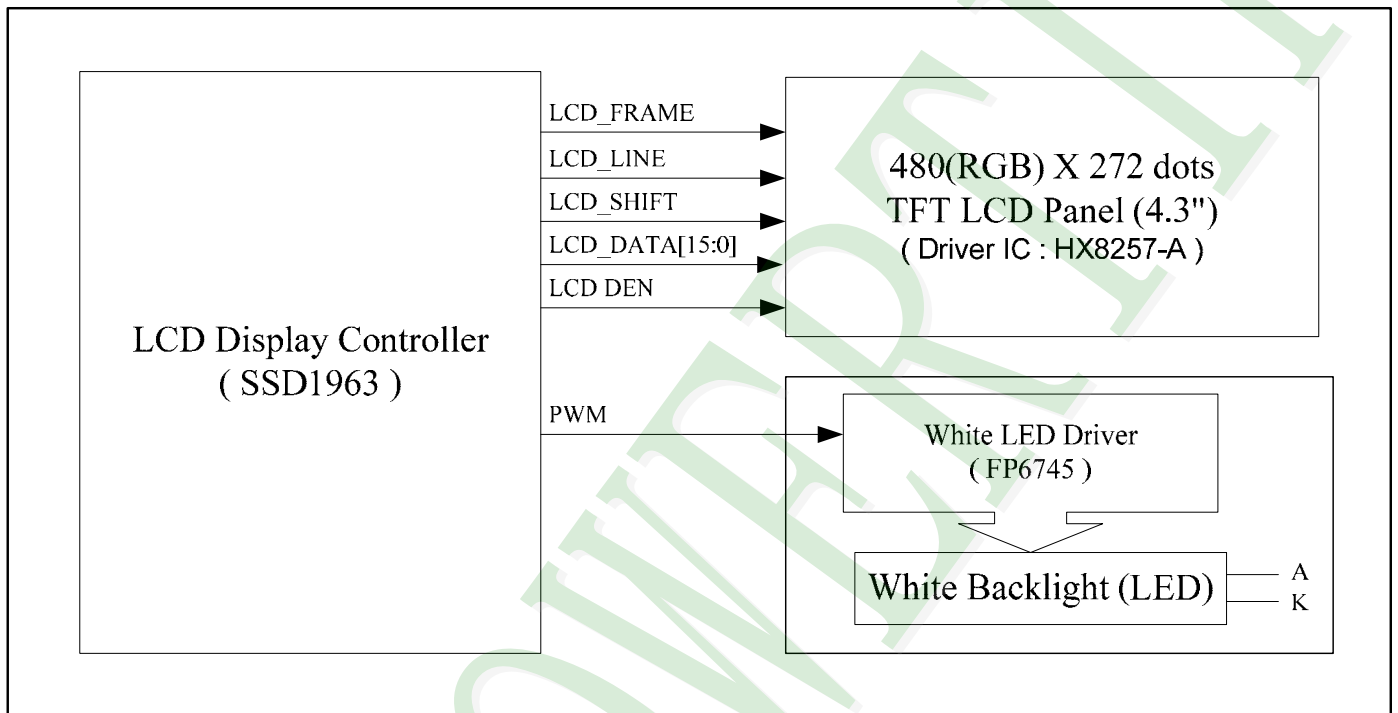 LCD_FRAME
LCD_LINE
LCD_SHIFT
LCD_DATA[15:0]
LCD DEN
LCD Display Controller
( SSD1963 )
480(RGB) X 272 dots
TFT LCD Panel (4.3")
( Driver IC : HX8257-A )
PWM
White LED Driver
( FP6745 )
White Backlight (LED)
A
K